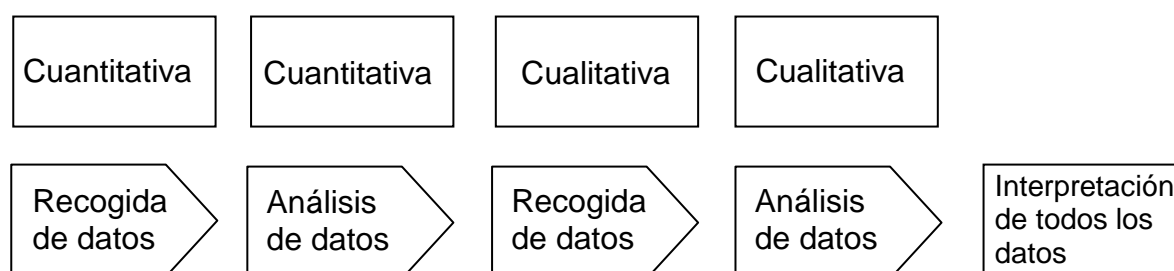 Cuantitativa
Cuantitativa
Cualitativa
Cualitativa
Recogida
de datos
Análisis
de datos
Recogida
de datos
Análisis
de datos
Interpretación
de todos los
datos